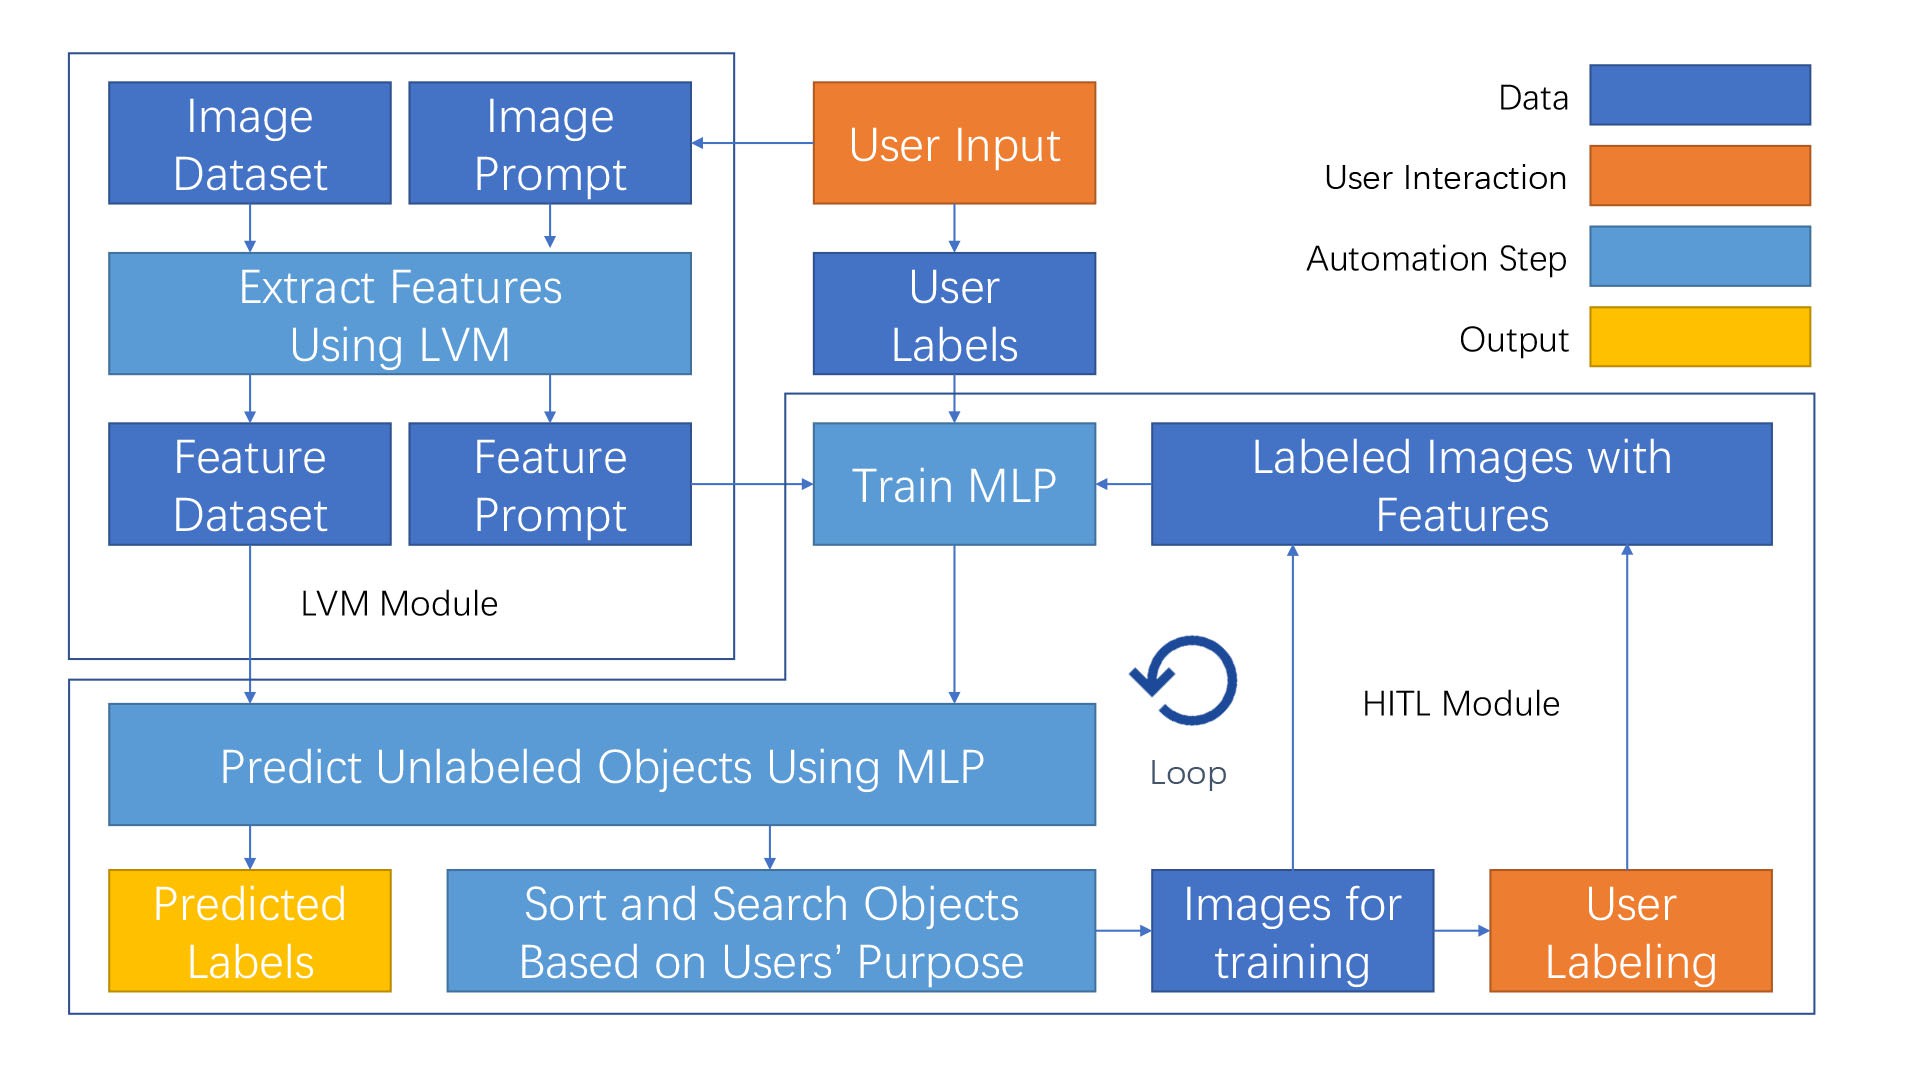 Image
Dataset
Image
Prompt
User Input
Data
User Interaction
Automation Step
Output
Extract Features
Using LVM
User
Labels
Feature
Dataset
Feature
Prompt
Train MLP
Labeled Images with
Features
LVM Module
HITL Module
Loop
Predict Unlabeled Objects Using MLP
Predicted
Labels
Sort and Search Objects
Based on Users’ Purpose
Images for
training
User
Labeling